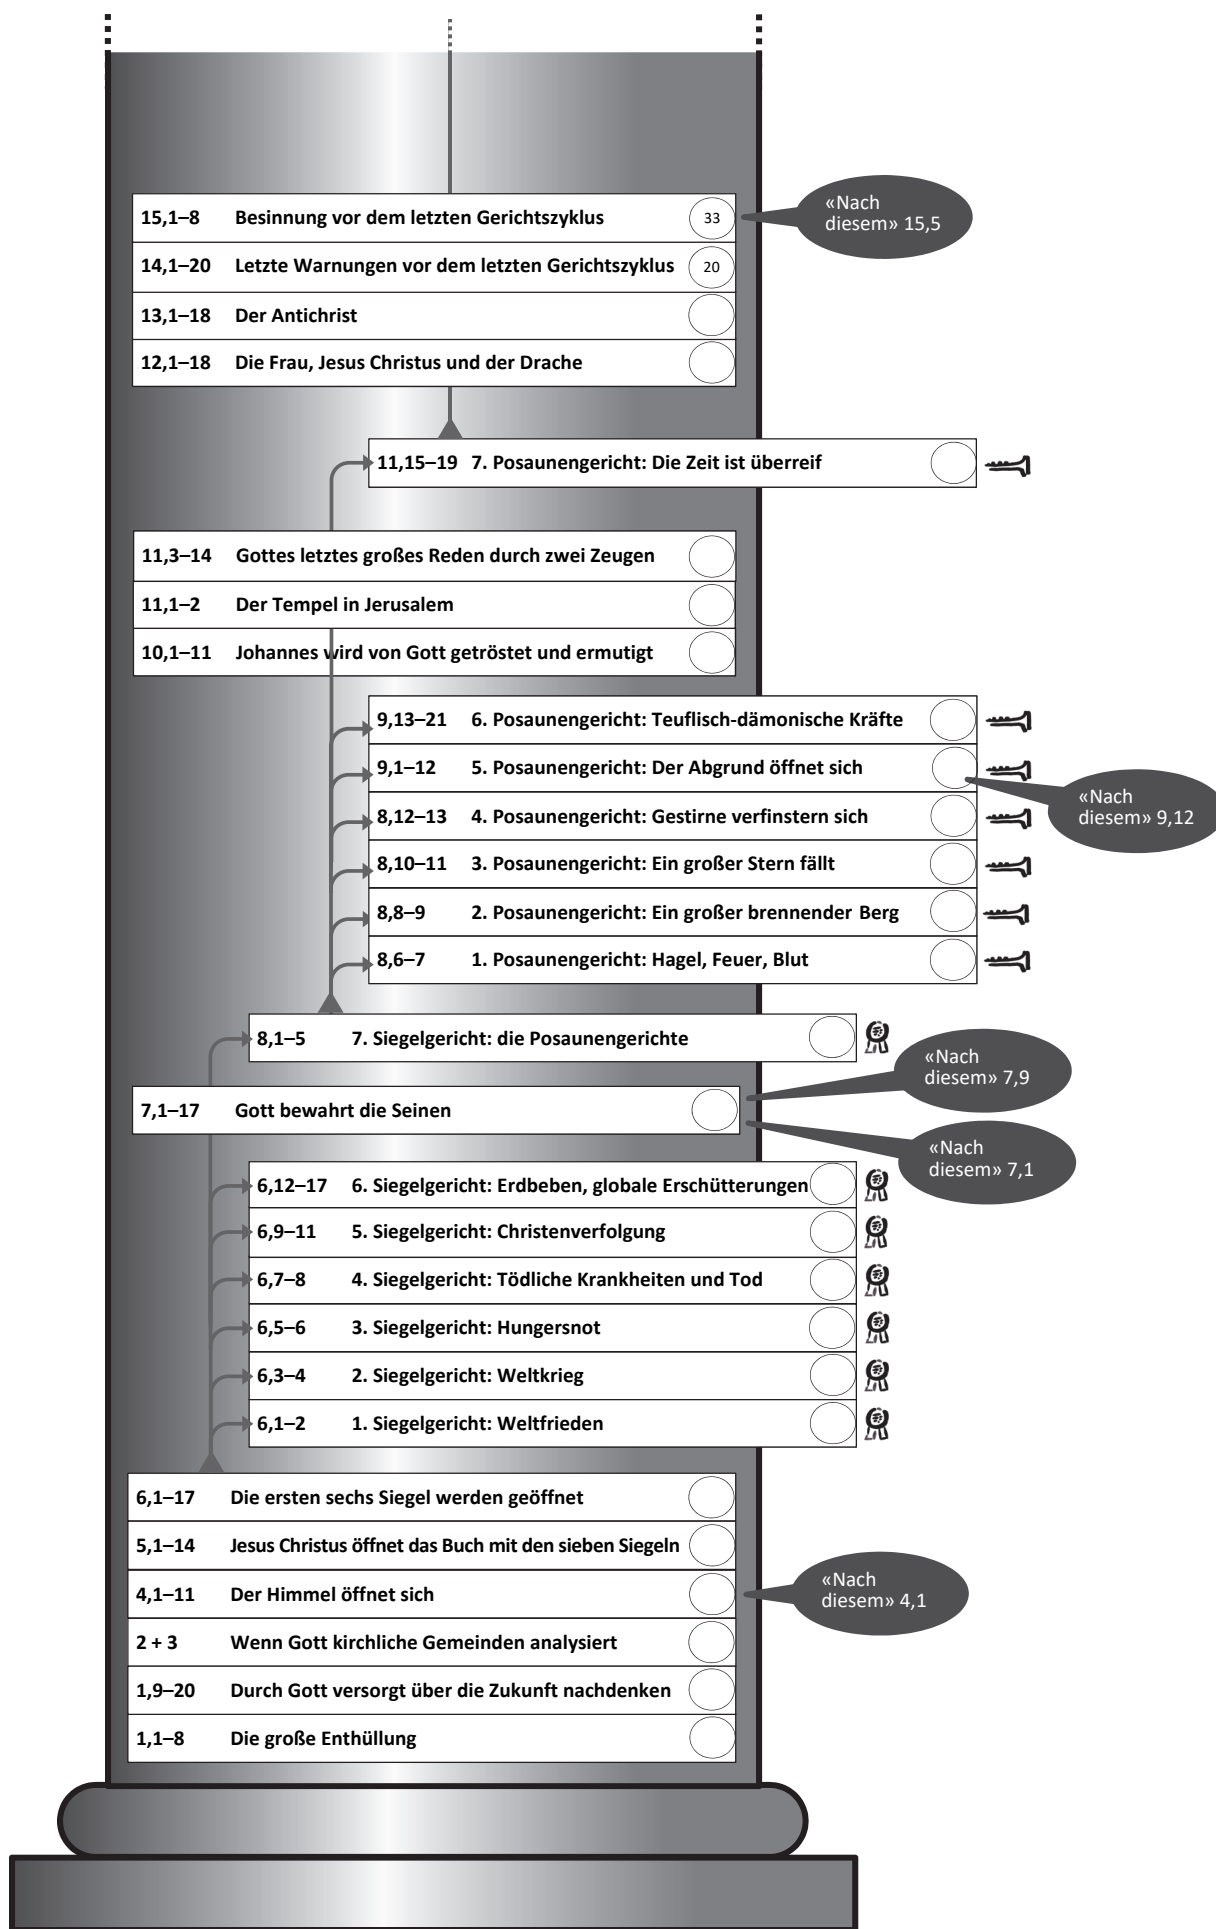 15,1–8 Besinnung vor dem letzten Gerichtszyklus 33
«Nach
diesem» 15,5
14,1–20 Letzte Warnungen vor dem letzten Gerichtszyklus 20
13,1–18 Der Antichrist
12,1–18 Die Frau, Jesus Christus und der Drache
11,15–19 7. Posaunengericht: Die Zeit ist überreif
11,3–14 Gottes letztes großes Reden durch zwei Zeugen
11,1–2 Der Tempel in Jerusalem
10,1–11 Johannes wird von Gott getröstet und ermutigt
9,13–21 6. Posaunengericht: Teuflisch-dämonische Kräfte
9,1–12 5. Posaunengericht: Der Abgrund öffnet sich
«Nach
diesem» 9,12
8,12–13 4. Posaunengericht: Gestirne verfinstern sich
8,10–11 3. Posaunengericht: Ein großer Stern fällt
8,8–9 2. Posaunengericht: Ein großer brennender Berg
8,6–7 1. Posaunengericht: Hagel, Feuer, Blut
8,1–5 7. Siegelgericht: die Posaunengerichte
«Nach
diesem» 7,9
7,1–17 Gott bewahrt die Seinen
«Nach
diesem» 7,1
6,12–17 6. Siegelgericht: Erdbeben, globale Erschütterungen
6,9–11 5. Siegelgericht: Christenverfolgung
6,7–8 4. Siegelgericht: Tödliche Krankheiten und Tod
6,5–6 3. Siegelgericht: Hungersnot
6,3–4 2. Siegelgericht: Weltkrieg
6,1–2 1. Siegelgericht: Weltfrieden
6,1–17 Die ersten sechs Siegel werden geöffnet
5,1–14 Jesus Christus öffnet das Buch mit den sieben Siegeln
4,1–11 Der Himmel öffnet sich
«Nach
diesem» 4,1
2 + 3 Wenn Gott kirchliche Gemeinden analysiert
1,9–20 Durch Gott versorgt über die Zukunft nachdenken
1,1–8 Die große Enthüllung